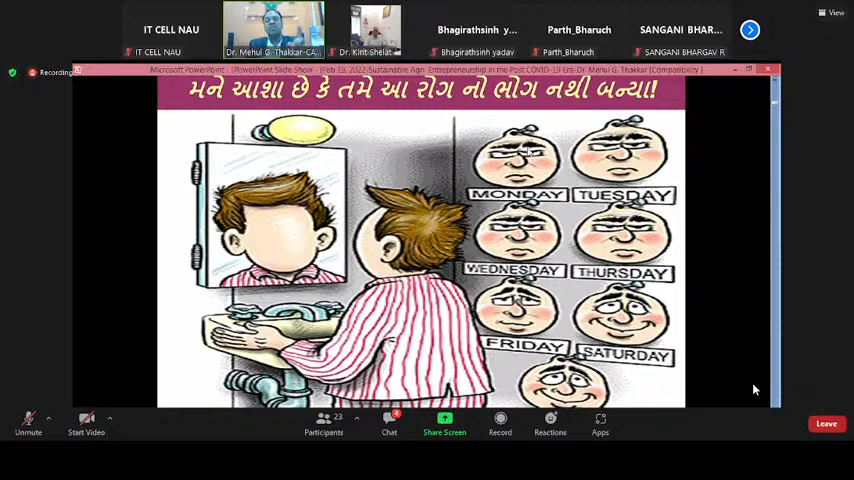 IT CELL NAU
IT CELL NAU
Dr. Mehul G. Thakkar-CA...
Dr. Kirit Shelat
Bhagirathsinh y...
Bhagirathsinh yadav
Parth_Bharuch
Parth_Bharuch
SANGANI BHAR...
SANGANI BHARGAV R
View
Recording
Microsoft PowerPoint - [PowerPoint Slide Show - [Feb 19, 2022-Sustainable Agri. Entrepreneurship in the Post COVID-19 Era-Dr. Mehul G. Thakkar [Compatibility
મને આશા છે કે તમે આ રોગ નો ભોગ નથી બન્યા!
MONDAY
TUESDAY
WEDNESDAY
THURSDAY
FRIDAY
SATURDAY
Unmute
Start Video
23
Participants
4
Chat
Share Screen
Record
Reactions
Apps
Leave